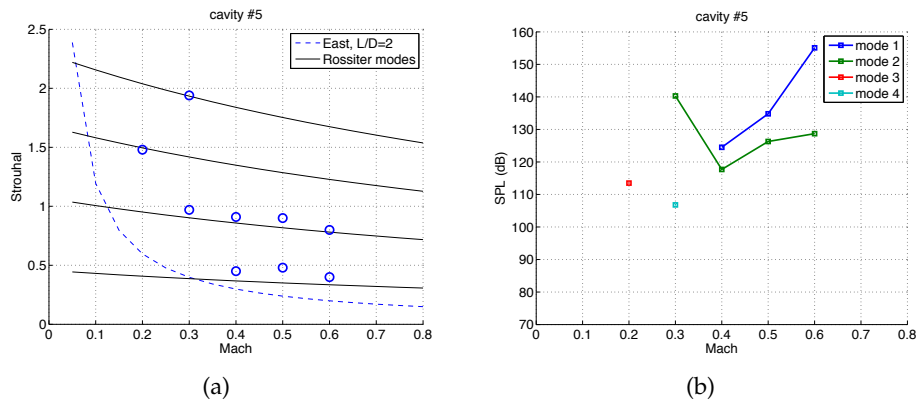 cavity #5
2.5
2
1.5
1
0.5
0
Strouhal
0 0.1 0.2 0.3 0.4 0.5 0.6 0.7 0.8
Mach
East, L/D=2
Rossiter modes
(a)
cavity #5
160
150
140
130
120
110
100
90
80
70
SPL (dB)
0 0.1 0.2 0.3 0.4 0.5 0.6 0.7 0.8
Mach
mode 1
mode 2
mode 3
mode 4
(b)